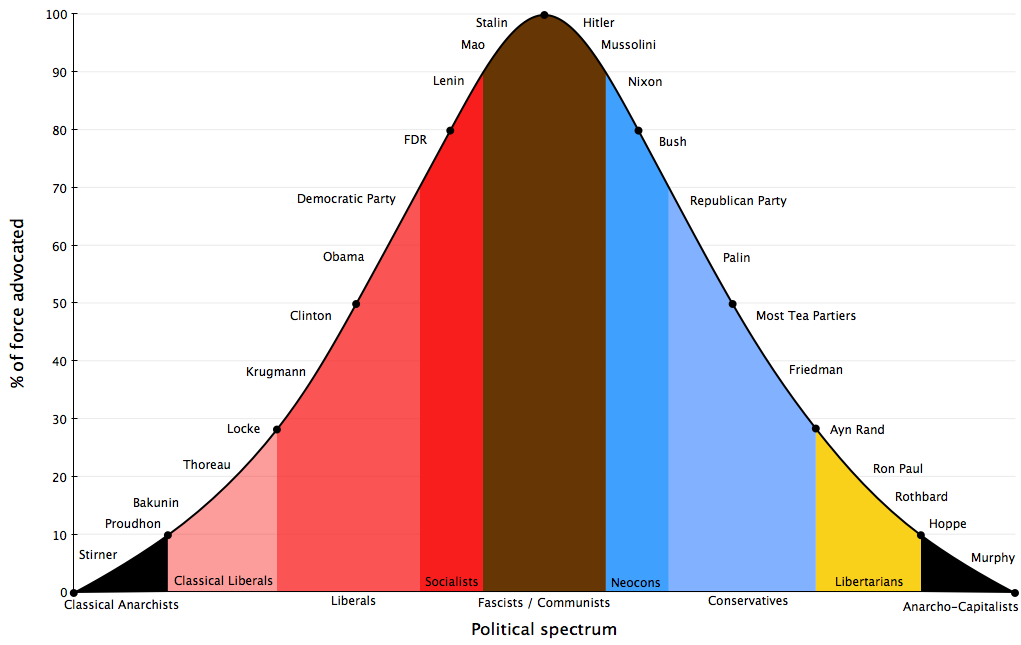 100
Stalin
Hitler
Mao
Mussolini
90
Lenin
Nixon
80
FDR
Bush
70
Democratic Party
Republican Party
60
Obama
Palin
50
Clinton
Most Tea Partiers
40
Krugmann
Friedman
30
Locke
Ayn Rand
20
Thoreau
Ron Paul
Bakunin
Rothbard
Proudhon
Hoppe
10
Stirner
Murphy
0
Classical Liberals
Socialists
Neocons
Libertarians
Classical Anarchists
Liberals
Fascists / Communists
Conservatives
Anarcho-Capitalists
Political spectrum
% of force advocated